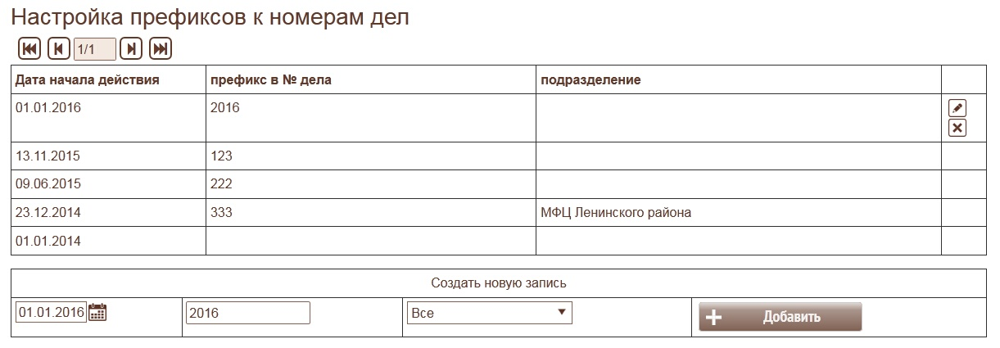 Настройка префиксов к номерам дел
1/1
Дата начала действия префикс в № дела подразделение
01.01.2016 2016
13.11.2015 123
09.06.2015 222
23.12.2014 333 МФЦ Ленинского района
01.01.2014
Создать новую запись
01.01.2016 2016 Все Добавить